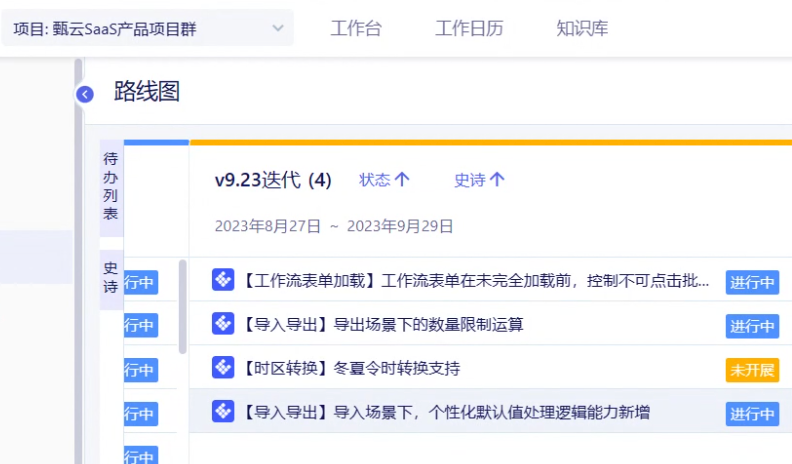 项目: 甄云SaaS产品项目群 工作台 工作日历 知识库
路线图
待办列表
史诗
v9.23迭代 (4) 状态↑ 史诗↑
2023年8月27日 ~ 2023年9月29日
行中 【工作流表单加载】工作流表单在未完全加载前，控制不可点击批... 进行中
行中 【导入导出】导出场景下的数量限制运算 进行中
行中 【时区转换】冬夏令时转换支持 未开展
行中 【导入导出】导入场景下，个性化默认值处理逻辑能力新增 进行中
行中